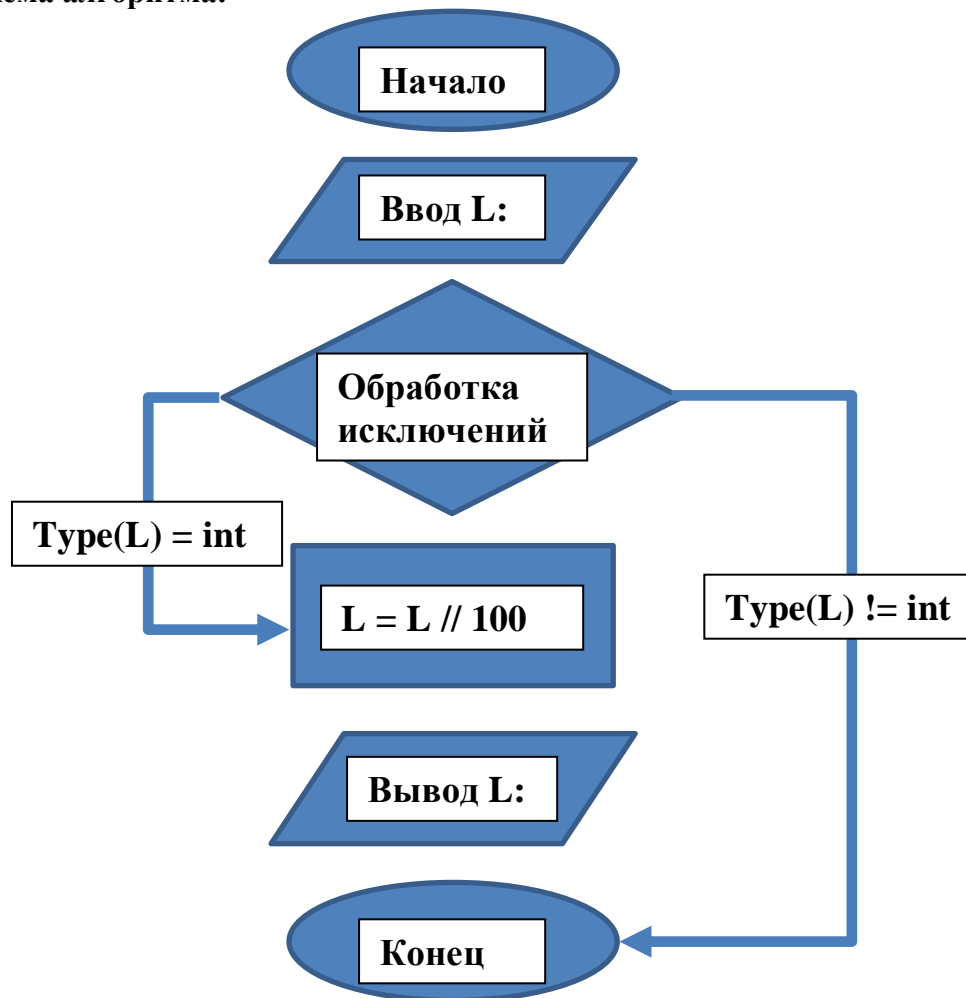 Начало
Ввод L:
Обработка
исключений
Type(L) = int
L = L // 100
Type(L) != int
Вывод L:
Конец